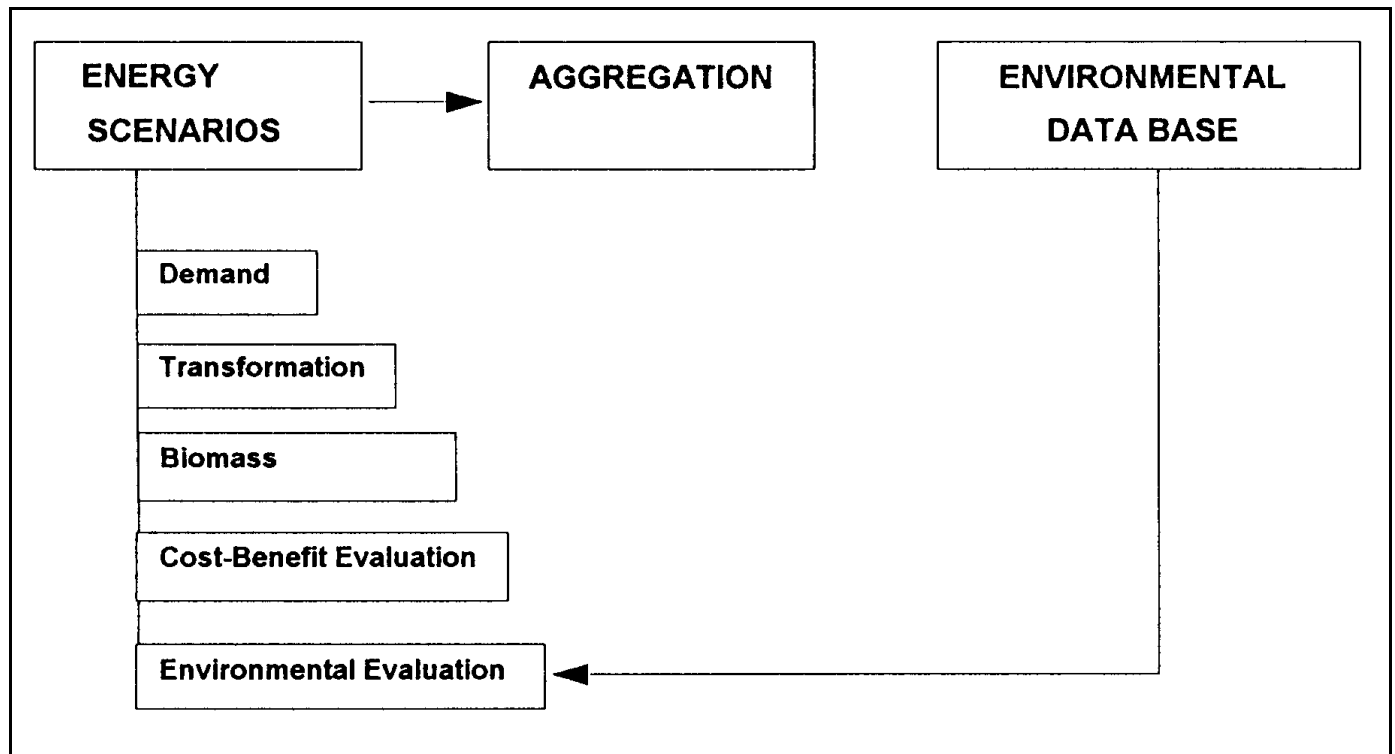 ENERGY
SCENARIOS
AGGREGATION
ENVIRONMENTAL
DATA BASE
Demand
Transformation
Biomass
Cost-Benefit Evaluation
Environmental Evaluation